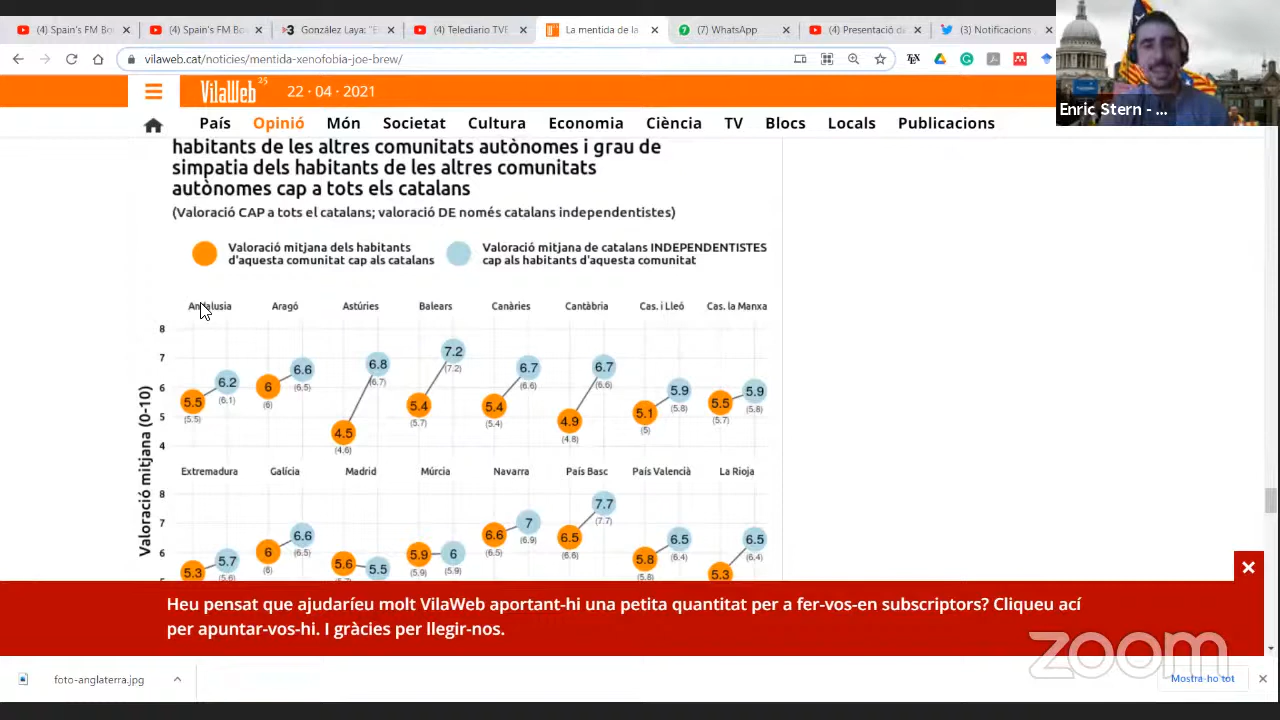 (4) Spain's FM Bo
(4) Spain's FM Bo
González Laya: "E
(4) Telediario TVE
La mentida de la
(7) WhatsApp
(4) Presentació d
(3) Notifications
vilaweb.cat/noticies/mentida-xenofobia-joe-brew/
Enric Stern - ...
VilaWeb 25
22 · 04 · 2021
País Opinió Món Societat Cultura Economia Ciència TV Blocs Locals Publicacions
habitants de les altres comunitats autònomes i grau de
simpatia dels habitants de les altres comunitats
autònomes cap a tots els catalans
(Valoració CAP a tots el catalans; valoració DE només catalans independentistes)
Valoració mitjana dels habitants
d'aquesta comunitat cap als catalans
Valoració mitjana de catalans INDEPENDENTISTES
cap als habitants d'aquesta comunitat
Valoració mitjana (0-10)
Andalusia Aragó Astúries Balears Canàries Cantàbria Cas. i Lleó Cas. la Manxa
8
7
6
5
4
5.5 (5.5) 6.2 (6.1)
6 (6) 6.6 (6.5)
4.5 (4.6) 6.8 (6.7)
5.4 (5.7) 7.2 (7.2)
5.4 (5.4) 6.7 (6.6)
4.9 (4.8) 6.7 (6.6)
5.1 (5) 5.9 (5.8)
5.5 (5.7) 5.9 (5.8)
Extremadura Galícia Madrid Múrcia Navarra País Basc País Valencià La Rioja
8
7
6
5.3 5.7 (5.6)
6 (6) 6.6 (6.5)
5.6 5.5
5.9 (5.9) 6 (5.9)
6.6 (6.5) 7 (6.9)
6.5 (6.6) 7.7 (7.7)
5.8 (5.8) 6.5 (6.4)
5.3 6.5 (6.4)
Heu pensat que ajudaríeu molt VilaWeb aportant-hi una petita quantitat per a fer-vos-en subscriptors? Cliqueu ací
per apuntar-vos-hi. I gràcies per llegir-nos.
zoom
foto-anglaterra.jpg
Mostra-ho tot